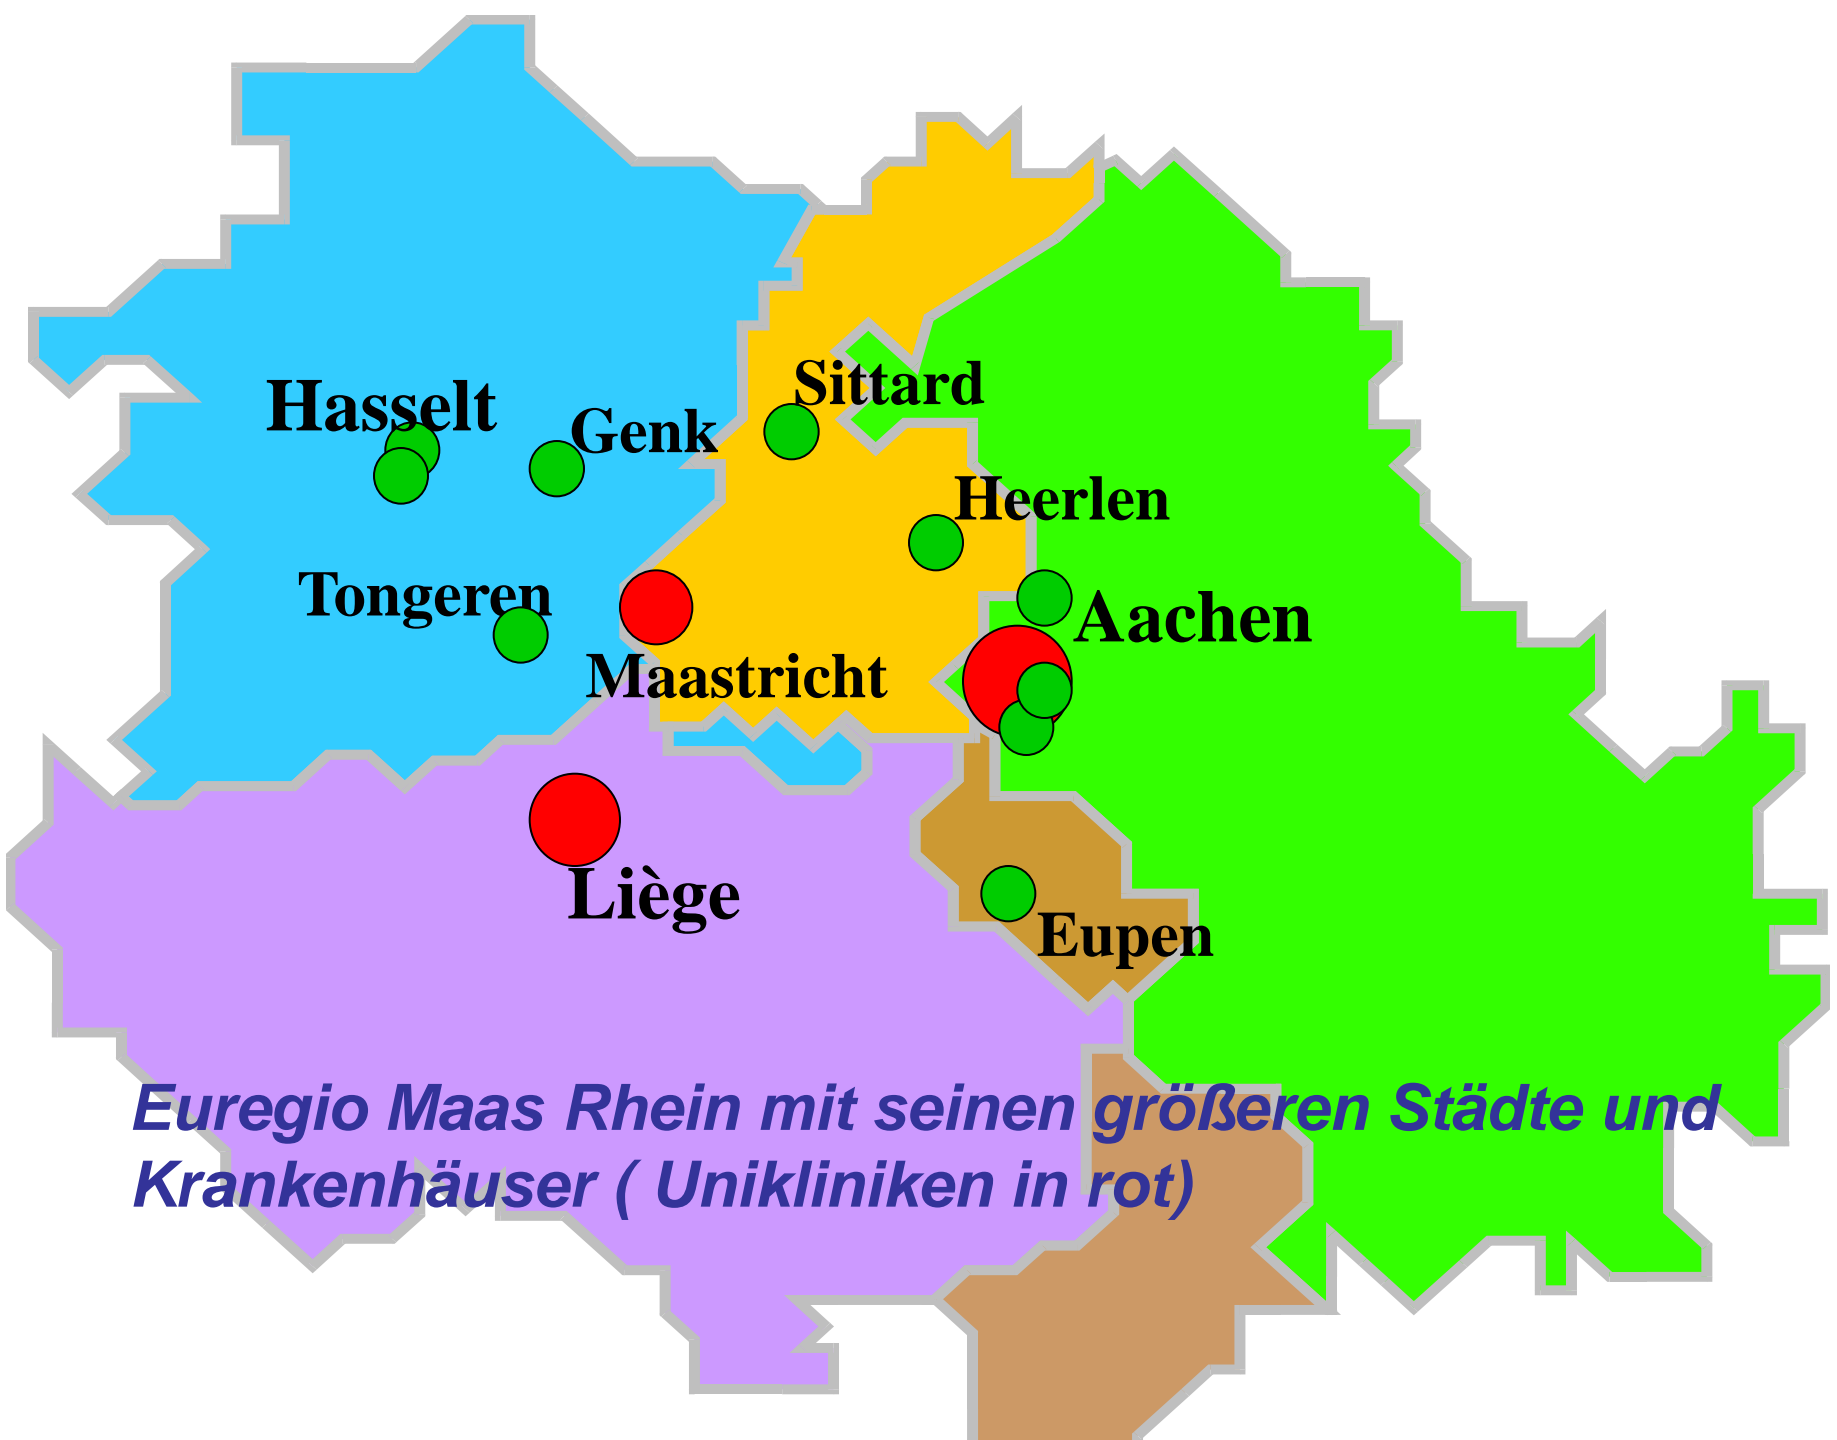 Hasselt
Sittard
Genk
Heerlen
Tongeren
Aachen
Maastricht
Liège
Eupen
Euregio Maas Rhein mit seinen größeren Städte und
Krankenhäuser ( Unikliniken in rot)